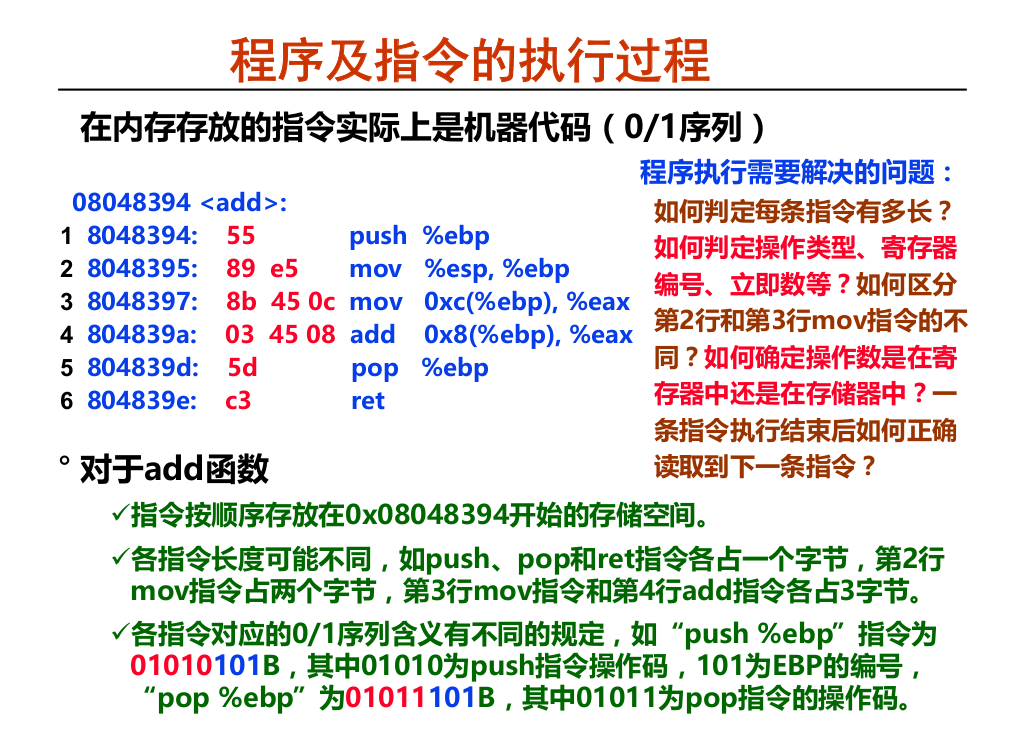 程序及指令的执行过程
在内存存放的指令实际上是机器代码（0/1序列）
程序执行需要解决的问题：
如何判定每条指令有多长？
如何判定操作类型、寄存器
编号、立即数等？如何区分
第2行和第3行mov指令的不
同？如何确定操作数是在寄
存器中还是在存储器中？一
条指令执行结束后如何正确
读取到下一条指令？
08048394 <add>:
1 8048394: 55 push %ebp
2 8048395: 89 e5 mov %esp, %ebp
3 8048397: 8b 45 0c mov 0xc(%ebp), %eax
4 804839a: 03 45 08 add 0x8(%ebp), %eax
5 804839d: 5d pop %ebp
6 804839e: c3 ret
° 对于add函数
✓指令按顺序存放在0x08048394开始的存储空间。
✓各指令长度可能不同，如push、pop和ret指令各占一个字节，第2行
mov指令占两个字节，第3行mov指令和第4行add指令各占3字节。
✓各指令对应的0/1序列含义有不同的规定，如“push %ebp”指令为
01010101B，其中01010为push指令操作码，101为EBP的编号，
“pop %ebp”为01011101B，其中01011为pop指令的操作码。